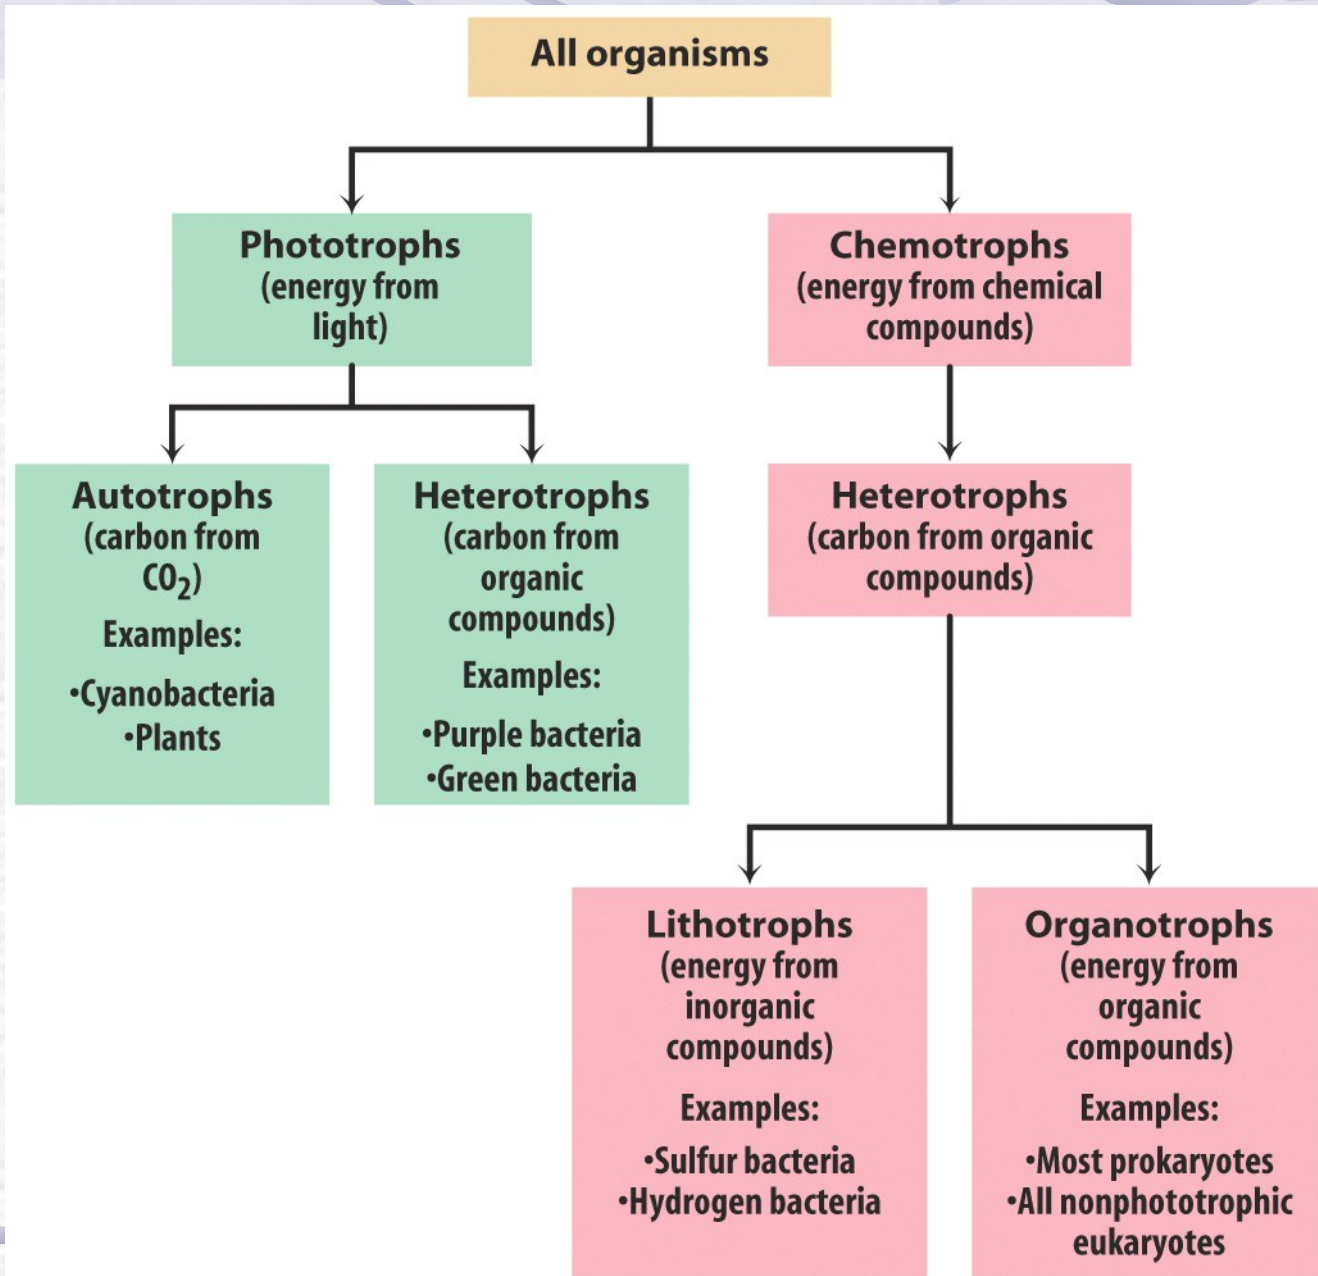 All organisms
Phototrophs
(energy from
light)
Chemotrophs
(energy from chemical
compounds)
Autotrophs
(carbon from
CO₂)
Examples:
•Cyanobacteria
•Plants
Heterotrophs
(carbon from
organic
compounds)
Examples:
•Purple bacteria
•Green bacteria
Heterotrophs
(carbon from organic
compounds)
Lithotrophs
(energy from
inorganic
compounds)
Examples:
•Sulfur bacteria
•Hydrogen bacteria
Organotrophs
(energy from
organic
compounds)
Examples:
•Most prokaryotes
•All nonphototrophic
eukaryotes